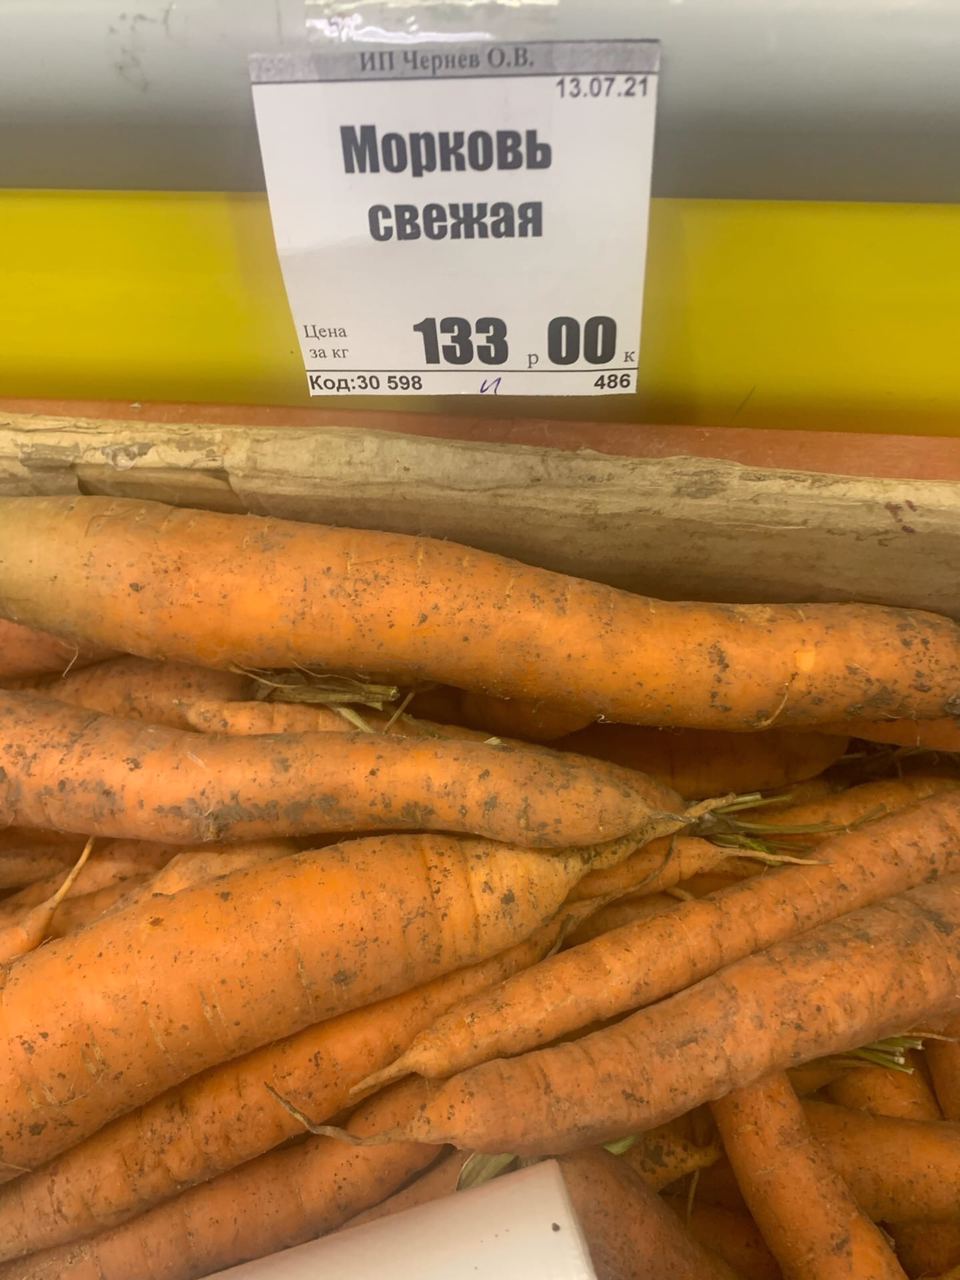 ИП Чернев О.В.
13.07.21
Морковь
свежая
Цена
за кг
133 р 00 к
Код:30 598 и 486